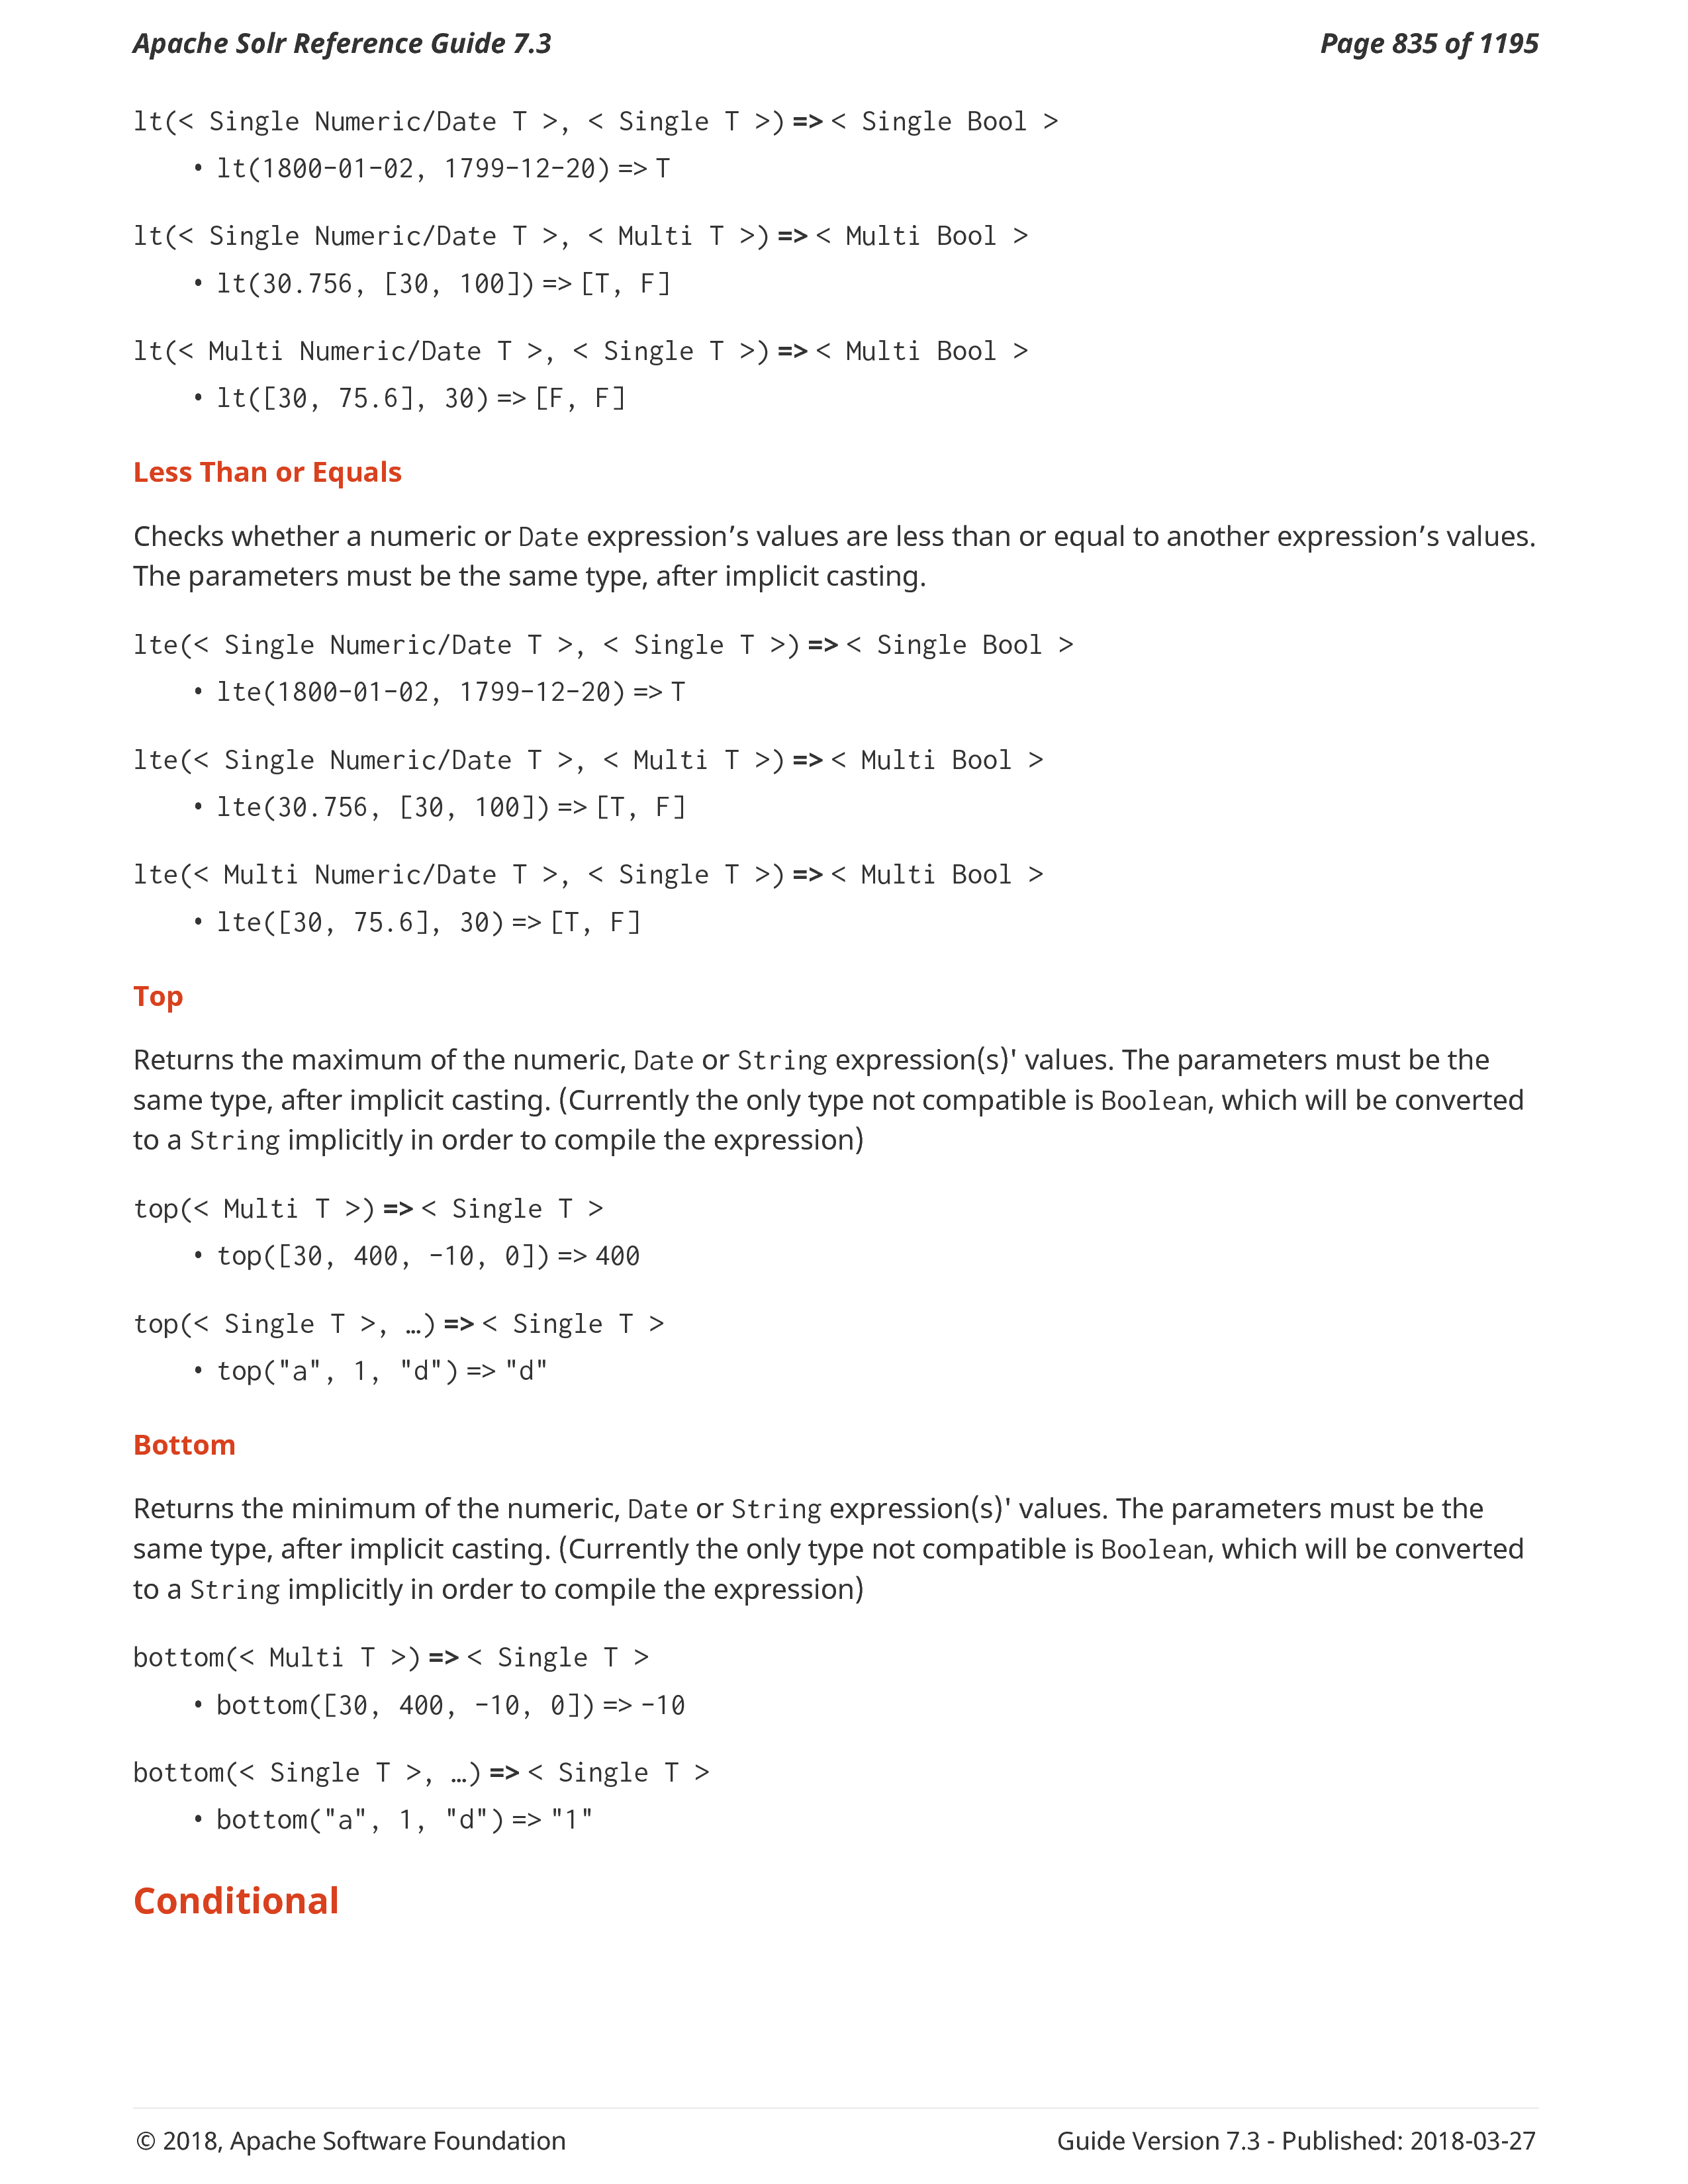 Apache Solr Reference Guide 7.3 Page 835 of 1195
lt(< Single Numeric/Date T >, < Single T >) => < Single Bool >
• lt(1800-01-02, 1799-12-20) => T
lt(< Single Numeric/Date T >, < Multi T >) => < Multi Bool >
• lt(30.756, [30, 100]) => [T, F]
lt(< Multi Numeric/Date T >, < Single T >) => < Multi Bool >
• lt([30, 75.6], 30) => [F, F]
Less Than or Equals
Checks whether a numeric or Date expression’s values are less than or equal to another expression’s values.
The parameters must be the same type, after implicit casting.
lte(< Single Numeric/Date T >, < Single T >) => < Single Bool >
• lte(1800-01-02, 1799-12-20) => T
lte(< Single Numeric/Date T >, < Multi T >) => < Multi Bool >
• lte(30.756, [30, 100]) => [T, F]
lte(< Multi Numeric/Date T >, < Single T >) => < Multi Bool >
• lte([30, 75.6], 30) => [T, F]
Top
Returns the maximum of the numeric, Date or String expression(s)' values. The parameters must be the
same type, after implicit casting. (Currently the only type not compatible is Boolean, which will be converted
to a String implicitly in order to compile the expression)
top(< Multi T >) => < Single T >
• top([30, 400, -10, 0]) => 400
top(< Single T >, …) => < Single T >
• top("a", 1, "d") => "d"
Bottom
Returns the minimum of the numeric, Date or String expression(s)' values. The parameters must be the
same type, after implicit casting. (Currently the only type not compatible is Boolean, which will be converted
to a String implicitly in order to compile the expression)
bottom(< Multi T >) => < Single T >
• bottom([30, 400, -10, 0]) => -10
bottom(< Single T >, …) => < Single T >
• bottom("a", 1, "d") => "1"
Conditional
© 2018, Apache Software Foundation Guide Version 7.3 - Published: 2018-03-27